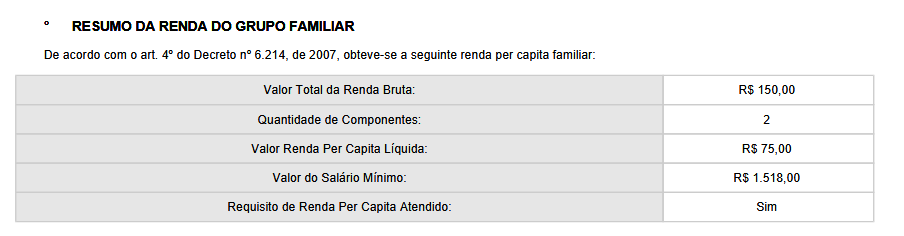 º RESUMO DA RENDA DO GRUPO FAMILIAR
De acordo com o art. 4º do Decreto nº 6.214, de 2007, obteve-se a seguinte renda per capita familiar:
Valor Total da Renda Bruta: R$ 150,00
Quantidade de Componentes: 2
Valor Renda Per Capita Líquida: R$ 75,00
Valor do Salário Mínimo: R$ 1.518,00
Requisito de Renda Per Capita Atendido: Sim